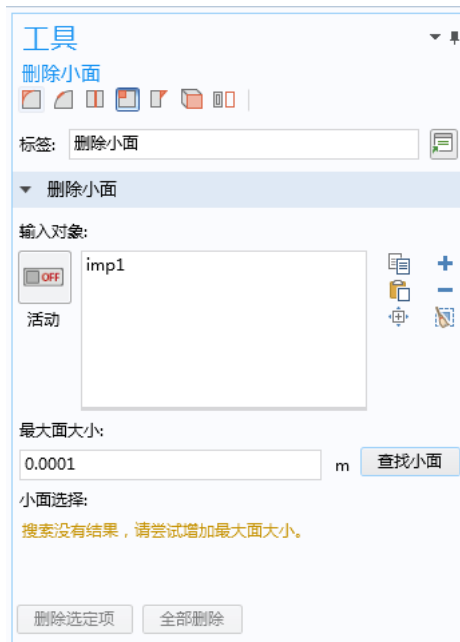 工具
删除小面
标签: 删除小面
删除小面
输入对象:
imp1
OFF
活动
最大面大小:
0.0001 m 查找小面
小面选择:
搜索没有结果，请尝试增加最大面大小。
删除选定项 全部删除